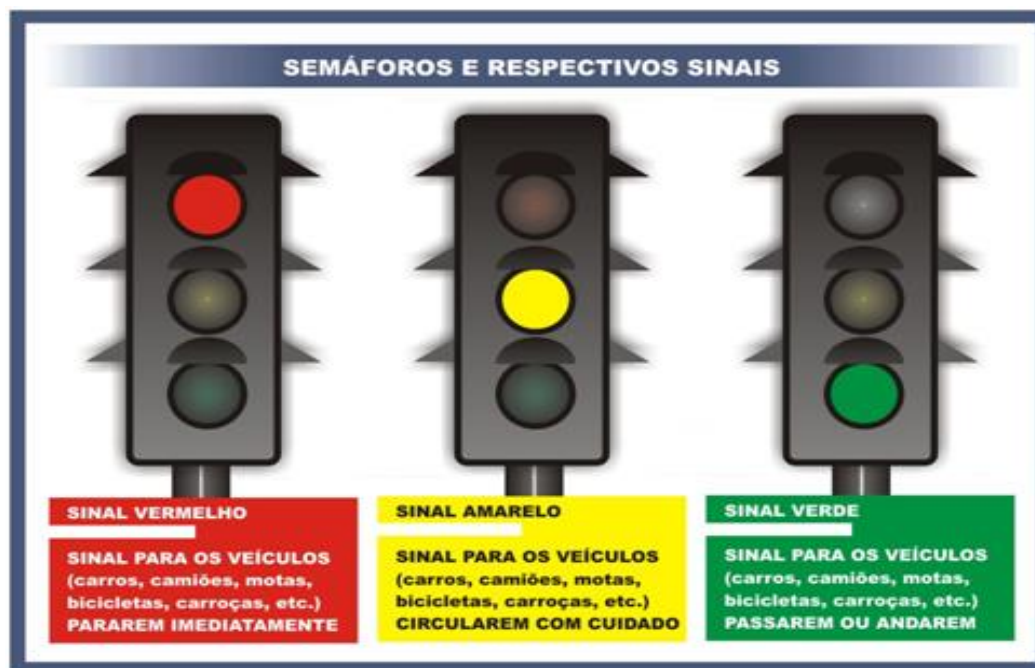 SEMÁFOROS E RESPECTIVOS SINAIS
SINAL VERMELHO
SINAL PARA OS VEÍCULOS
(carros, camiões, motas,
bicicletas, carroças, etc.)
PARAREM IMEDIATAMENTE
SINAL AMARELO
SINAL PARA OS VEÍCULOS
(carros, camiões, motas,
bicicletas, carroças, etc.)
CIRCULAREM COM CUIDADO
SINAL VERDE
SINAL PARA OS VEÍCULOS
(carros, camiões, motas,
bicicletas, carroças, etc.)
PASSAREM OU ANDAREM